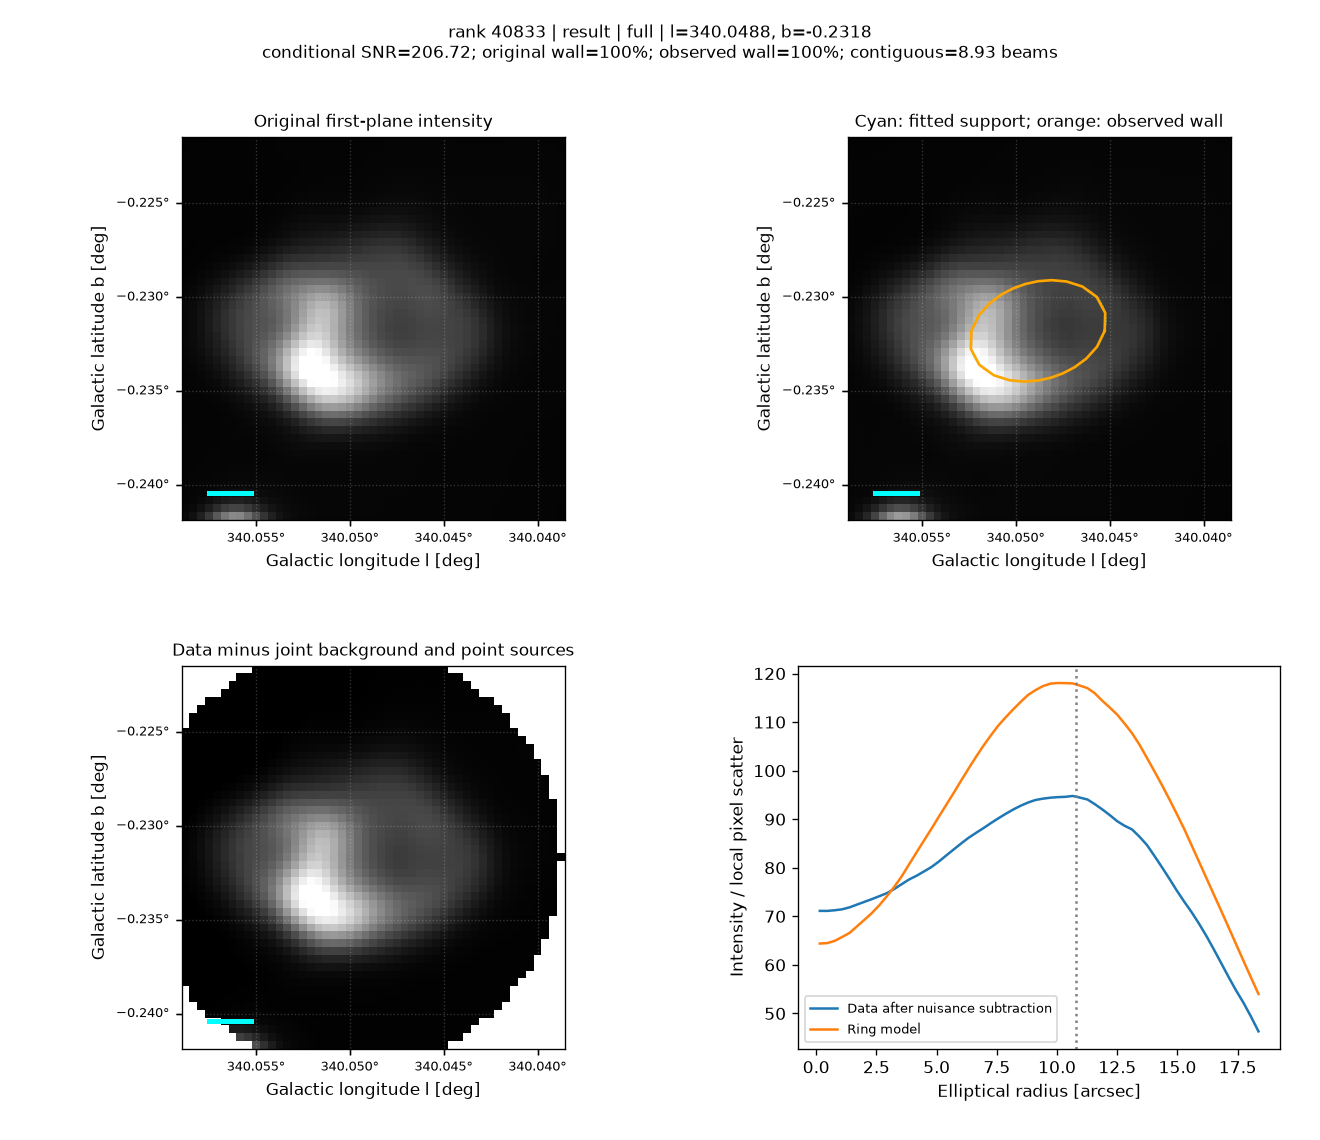 rank 40833 | result | full | l=340.0488, b=-0.2318
conditional SNR=206.72; original wall=100%; observed wall=100%; contiguous=8.93 beams
Original first-plane intensity
−0.225°
−0.230°
−0.235°
−0.240°
Galactic latitude b [deg]
340.055°
340.050°
340.045°
340.040°
Galactic longitude l [deg]
Cyan: fitted support; orange: observed wall
−0.225°
−0.230°
−0.235°
−0.240°
Galactic latitude b [deg]
340.055°
340.050°
340.045°
340.040°
Galactic longitude l [deg]
Data minus joint background and point sources
−0.225°
−0.230°
−0.235°
−0.240°
Galactic latitude b [deg]
340.055°
340.050°
340.045°
340.040°
Galactic longitude l [deg]
120
110
100
90
80
70
60
50
Intensity / local pixel scatter
Data after nuisance subtraction
Ring model
0.0
2.5
5.0
7.5
10.0
12.5
15.0
17.5
Elliptical radius [arcsec]